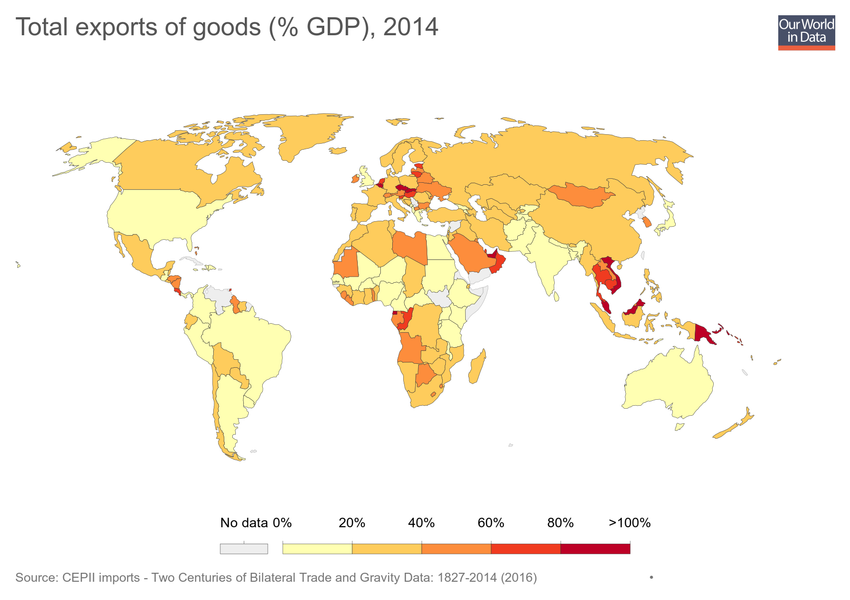 Total exports of goods (% GDP), 2014
Our World
in Data
No data 0% 20% 40% 60% 80% >100%
Source: CEPII imports - Two Centuries of Bilateral Trade and Gravity Data: 1827-2014 (2016) •